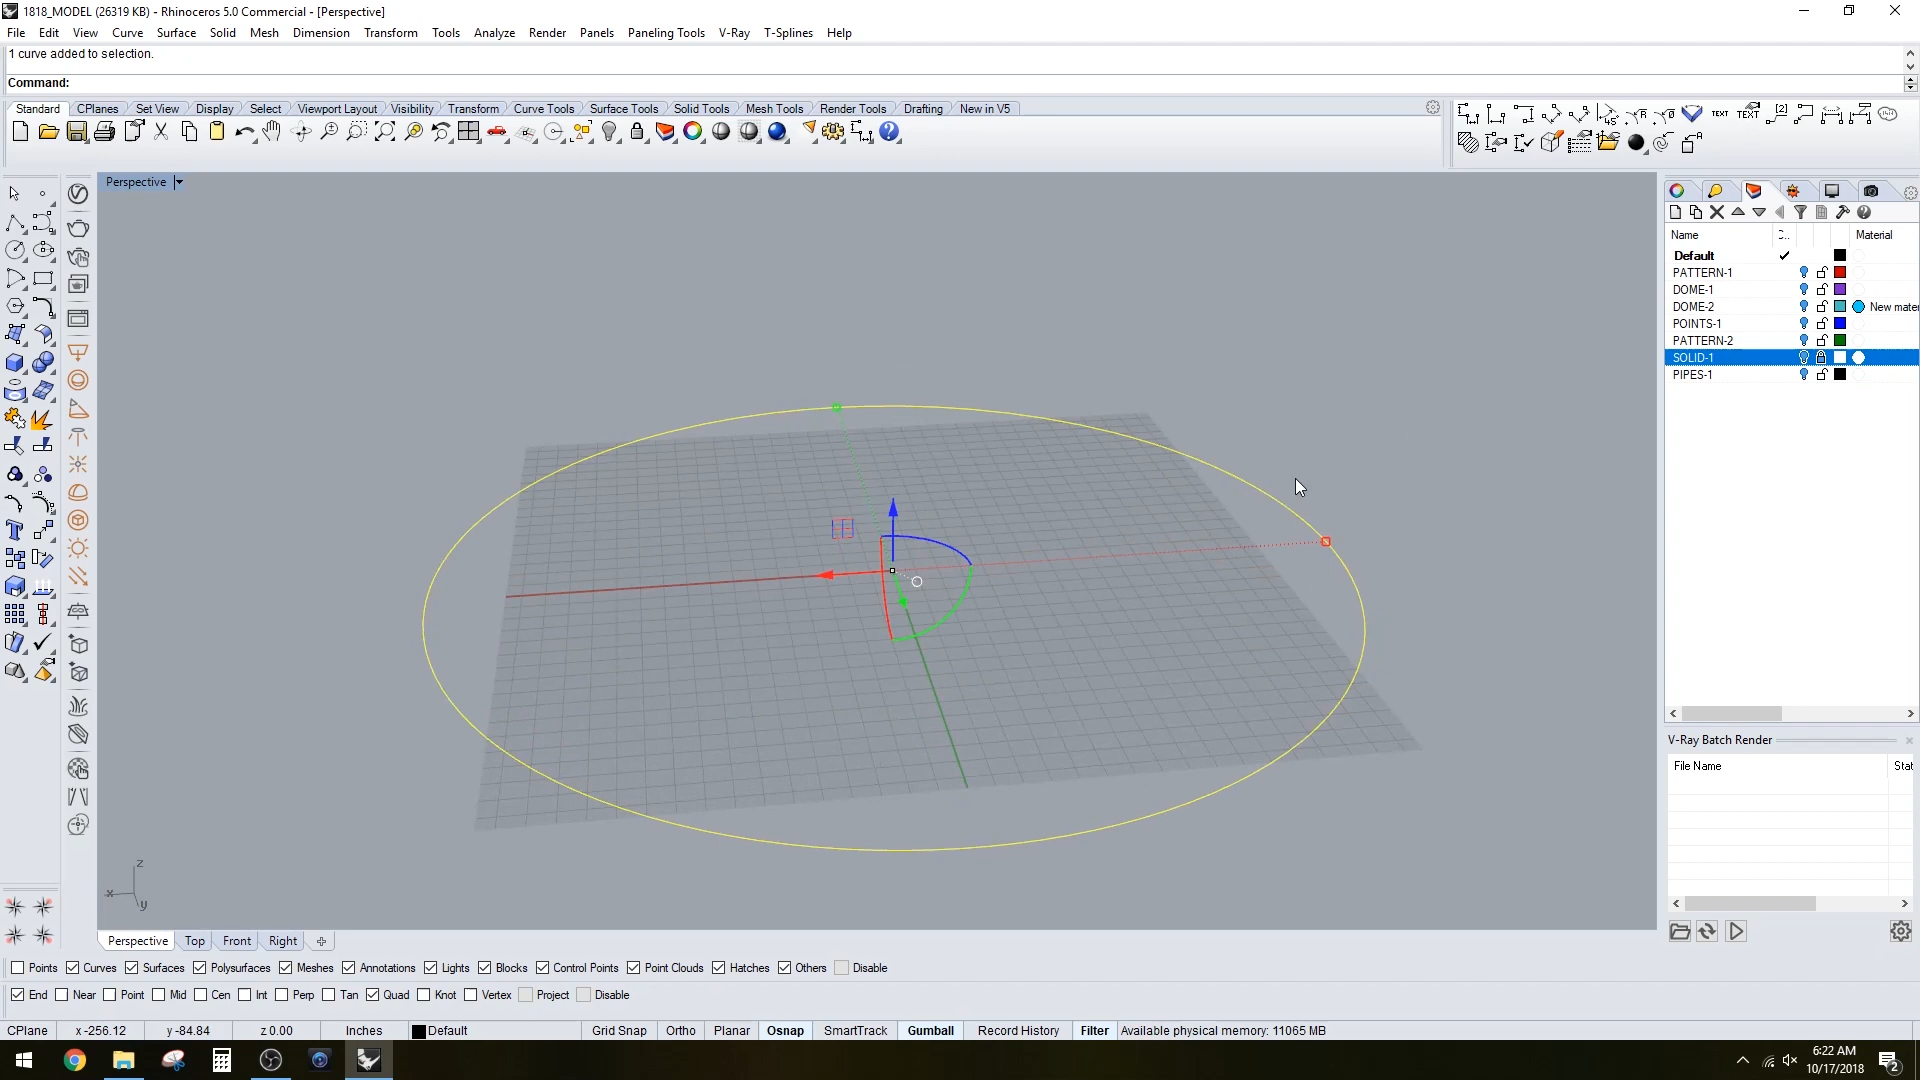 1818_MODEL (26319 KB) - Rhinoceros 5.0 Commercial - [Perspective]
File Edit View Curve Surface Solid Mesh Dimension Transform Tools Analyze Render Panels Paneling Tools V-Ray T-Splines Help
1 curve added to selection.
Command:
Standard CPlanes Set View Display Select Viewport Layout Visibility Transform Curve Tools Surface Tools Solid Tools Mesh Tools Render Tools Drafting New in V5
TEXT TEXT
Perspective
Name Material
Default
PATTERN-1
DOME-1
DOME-2 New mater
POINTS-1
PATTERN-2
SOLID-1
PIPES-1
V-Ray Batch Render
File Name Stat
z
x
y
Perspective Top Front Right
Points Curves Surfaces Polysurfaces Meshes Annotations Lights Blocks Control Points Point Clouds Hatches Others Disable
End Near Point Mid Cen Int Perp Tan Quad Knot Vertex Project Disable
CPlane x -256.12 y -84.84 z 0.00 Inches Default Grid Snap Ortho Planar Osnap SmartTrack Gumball Record History Filter Available physical memory: 11065 MB
6:22 AM
10/17/2018
2